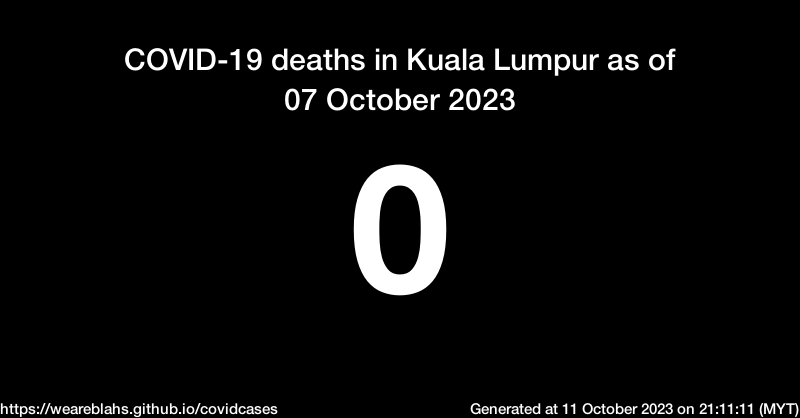 COVID-19 deaths in Kuala Lumpur as of
07 October 2023
0
https://weareblahs.github.io/covidcases
Generated at 11 October 2023 on 21:11:11 (MYT)